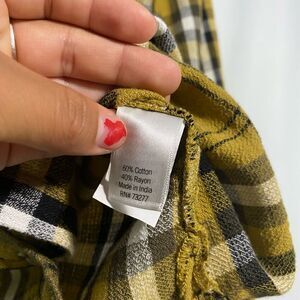 60% Cotton
40% Rayon
Made in India
RN# 73277